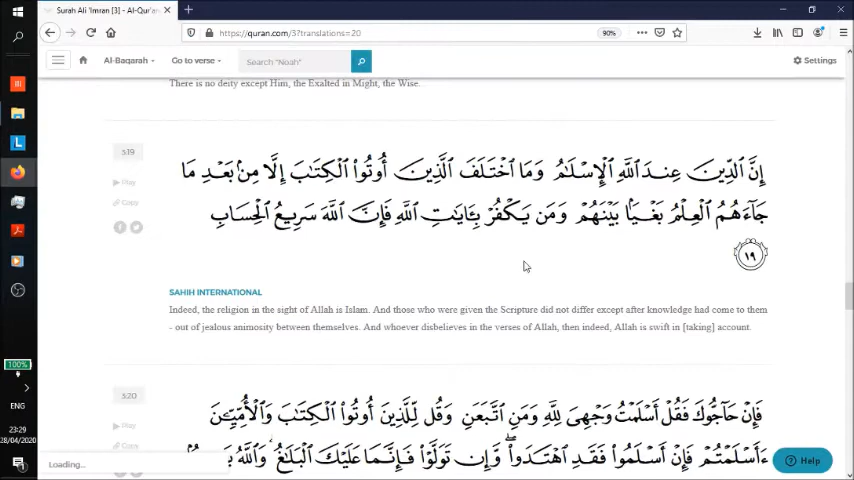 Surah Ali 'Imran [3] - Al-Qur'an
https://quran.com/3?translations=20
90%
Al-Baqarah
Go to verse
Search "Noah"
Settings
There is no deity except Him, the Exalted in Might, the Wise.
3:19
Play
Copy
إِنَّ ٱلدِّينَ عِندَ ٱللَّهِ ٱلْإِسْلَـٰمُ وَمَا ٱخْتَلَفَ ٱلَّذِينَ أُوتُوا۟ ٱلْكِتَـٰبَ إِلَّا مِنۢ بَعْدِ مَا
جَآءَهُمُ ٱلْعِلْمُ بَغْيًۢا بَيْنَهُمْ وَمَن يَكْفُرْ بِـَٔايَـٰتِ ٱللَّهِ فَإِنَّ ٱللَّهَ سَرِيعُ ٱلْحِسَابِ
١٩
SAHIH INTERNATIONAL
Indeed, the religion in the sight of Allah is Islam. And those who were given the Scripture did not differ except after knowledge had come to them
- out of jealous animosity between themselves. And whoever disbelieves in the verses of Allah, then indeed, Allah is swift in [taking] account.
3:20
Play
Copy
فَإِنْ حَآجُّوكَ فَقُلْ أَسْلَمْتُ وَجْهِىَ لِلَّهِ وَمَنِ ٱتَّبَعَنِ وَقُل لِّلَّذِينَ أُوتُوا۟ ٱلْكِتَـٰبَ وَٱلْأُمِّيِّـۧنَ
ءَأَسْلَمْتُمْ فَإِنْ أَسْلَمُوا۟ فَقَدِ ٱهْتَدَوا۟ وَّإِن تَوَلَّوْا۟ فَإِنَّمَا عَلَيْكَ ٱلْبَلَـٰغُ وَٱللَّهُ
Loading...
Help
100%
ENG
23:29
28/04/2020